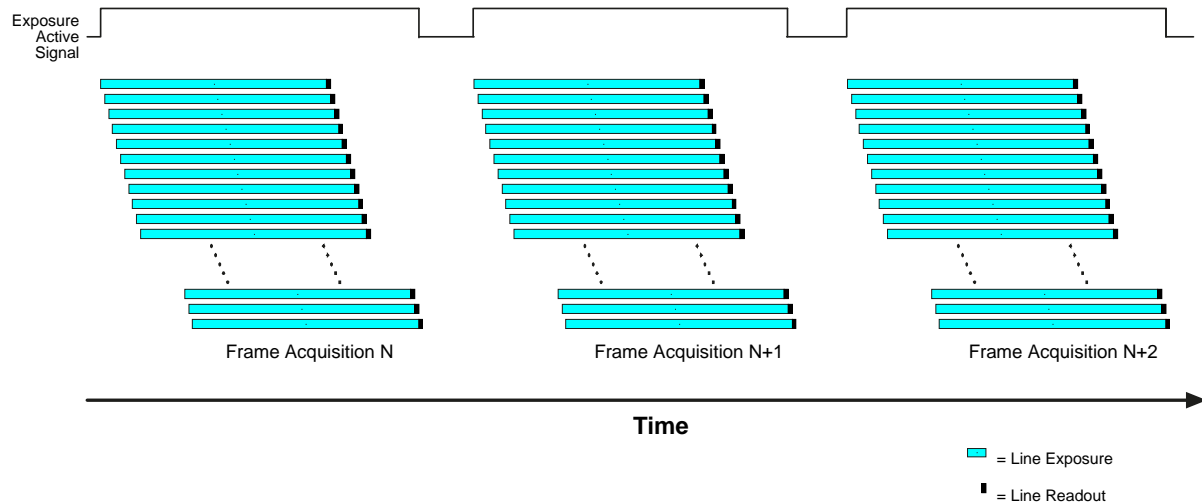 Exposure
Active
Signal
Frame Acquisition N
Frame Acquisition N+1
Frame Acquisition N+2
Time
= Line Exposure
= Line Readout